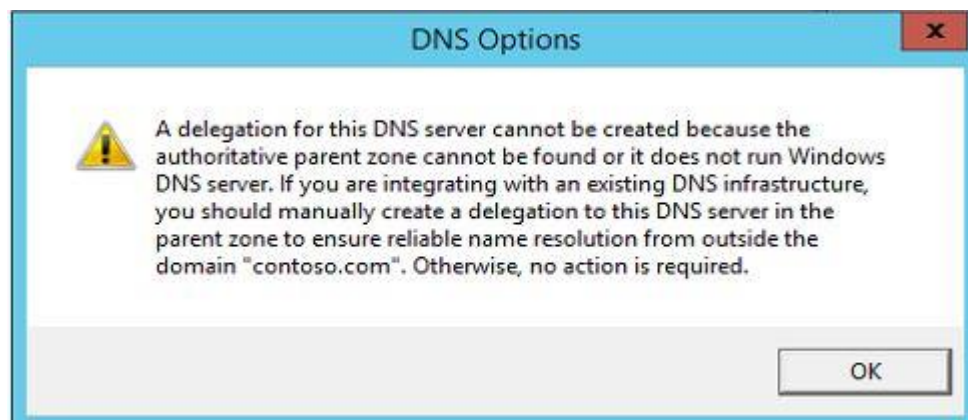 DNS Options
x
A delegation for this DNS server cannot be created because the
authoritative parent zone cannot be found or it does not run Windows
DNS server. If you are integrating with an existing DNS infrastructure,
you should manually create a delegation to this DNS server in the
parent zone to ensure reliable name resolution from outside the
domain "contoso.com". Otherwise, no action is required.
OK